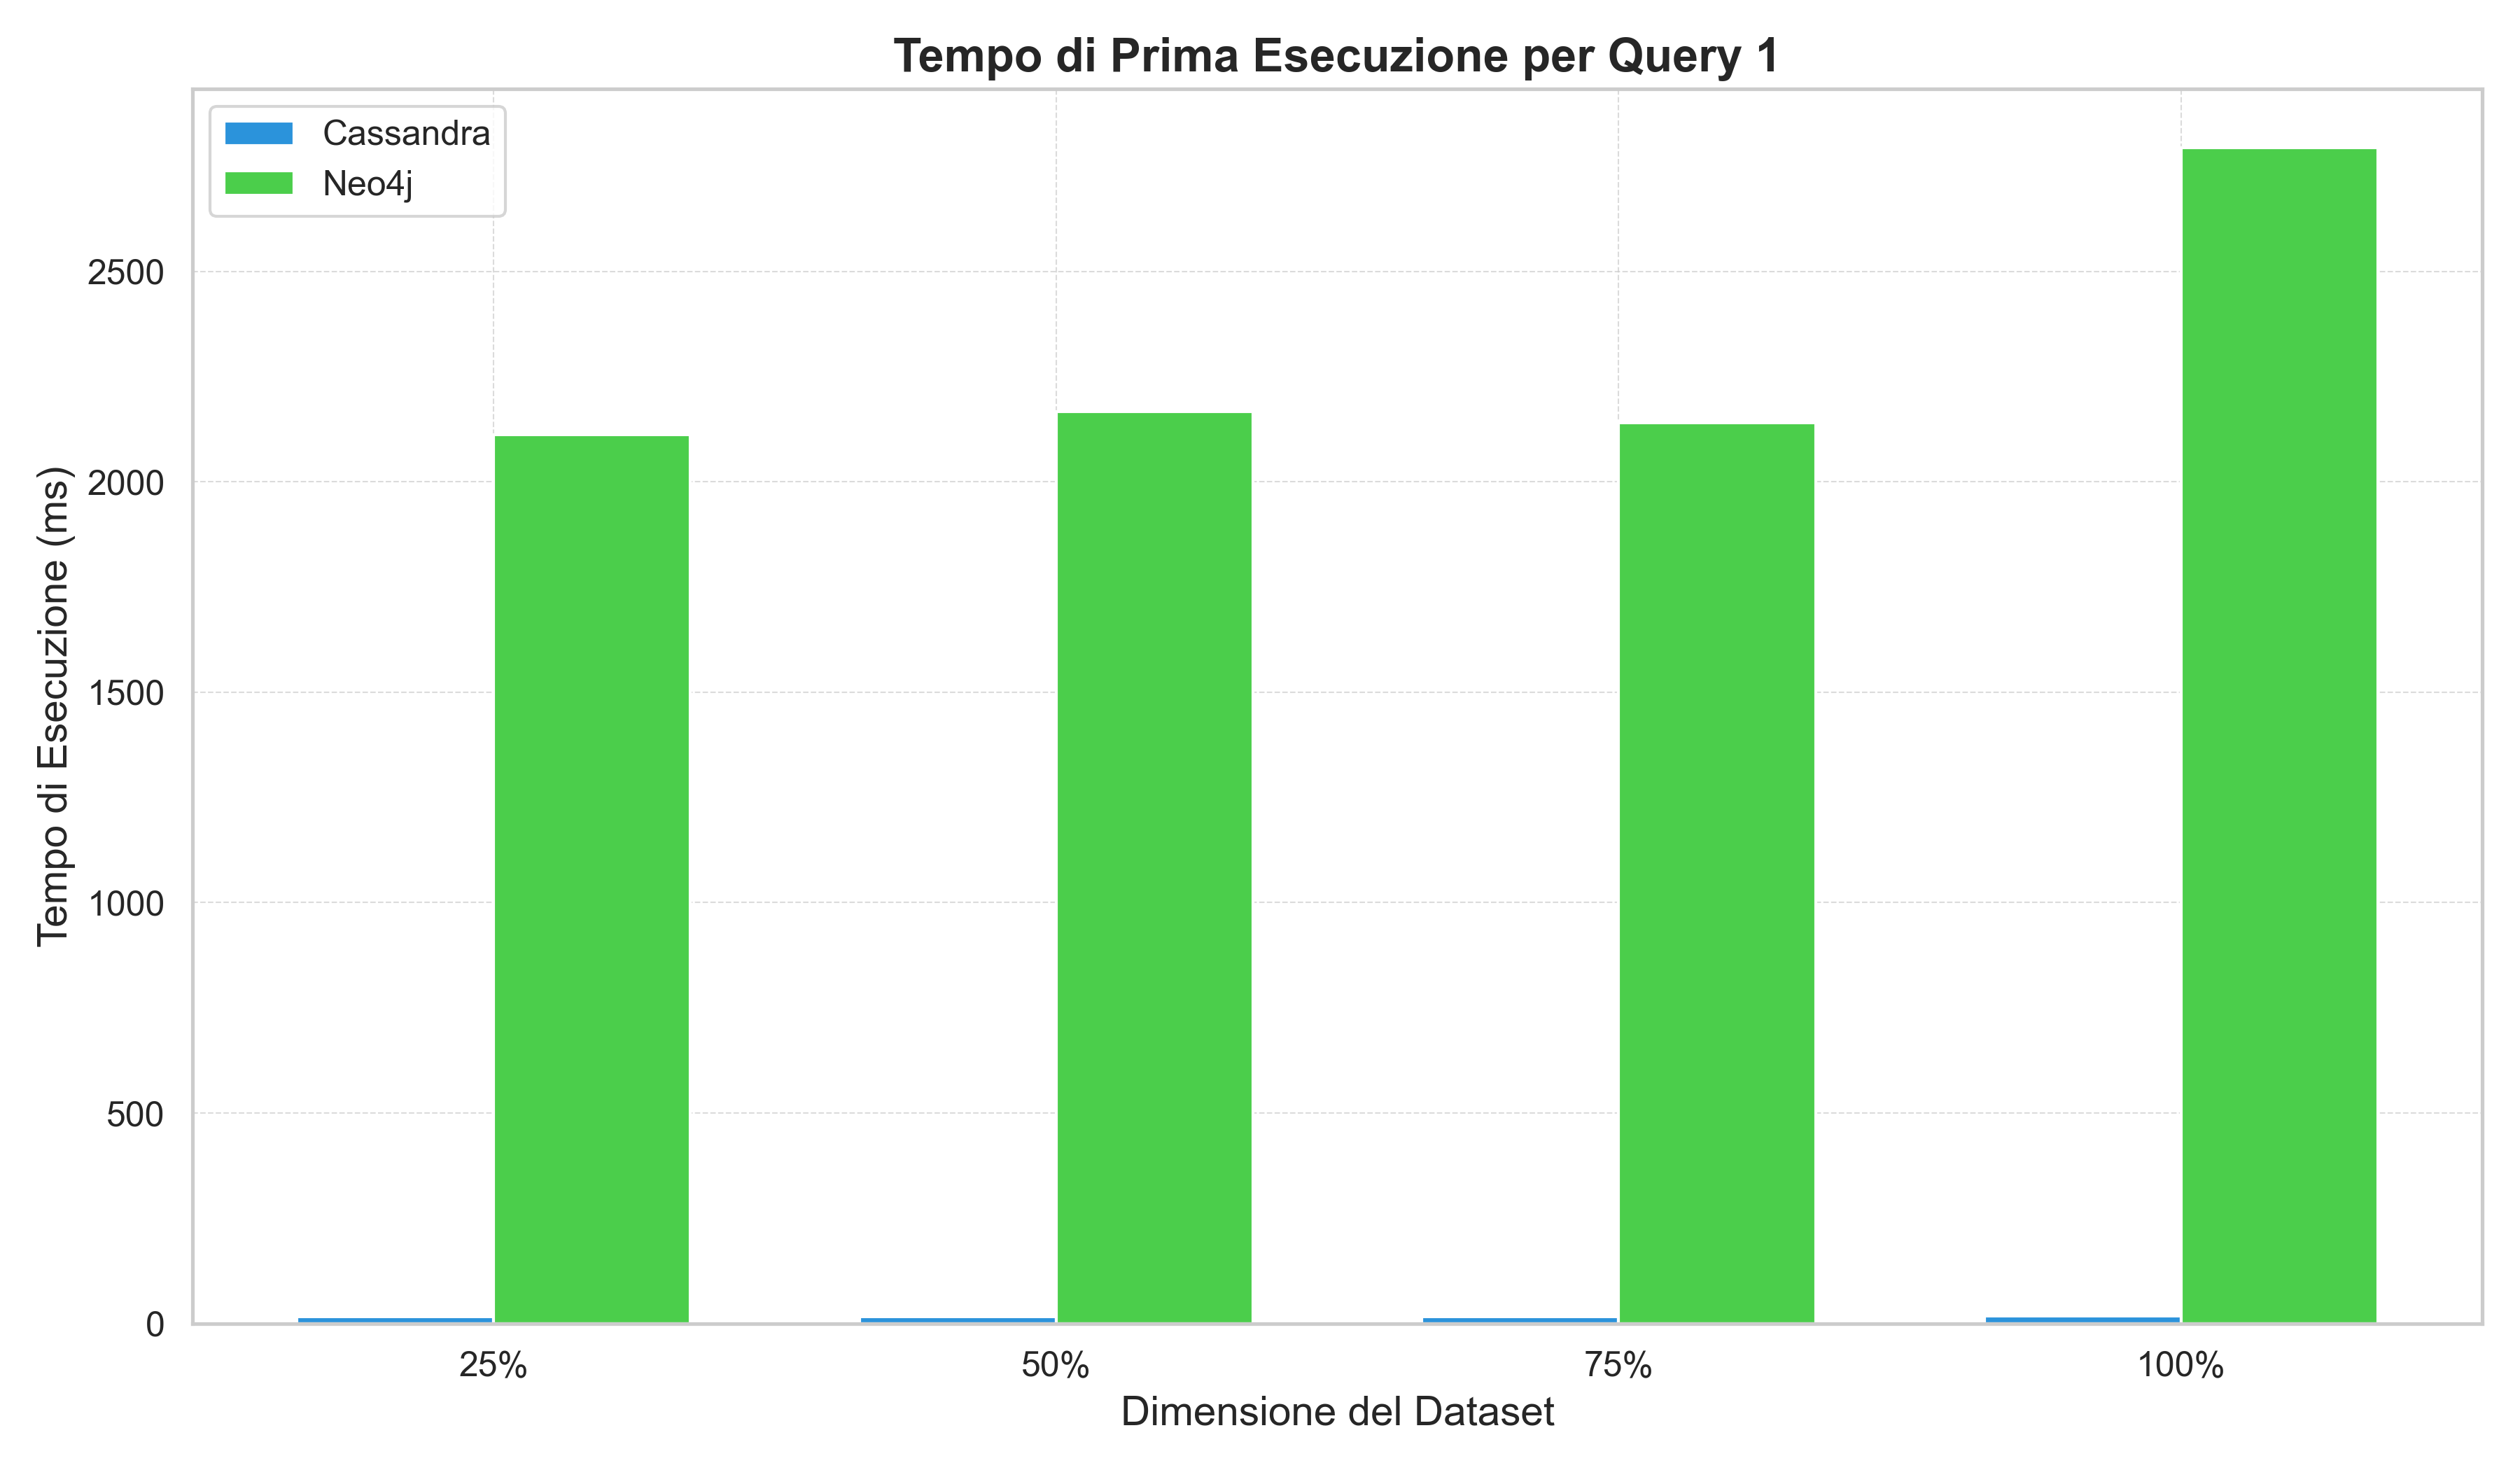 Tempo di Prima Esecuzione per Query 1
Cassandra
Neo4j
Tempo di Esecuzione (ms)
2500
2000
1500
1000
500
0
25%
50%
75%
100%
Dimensione del Dataset